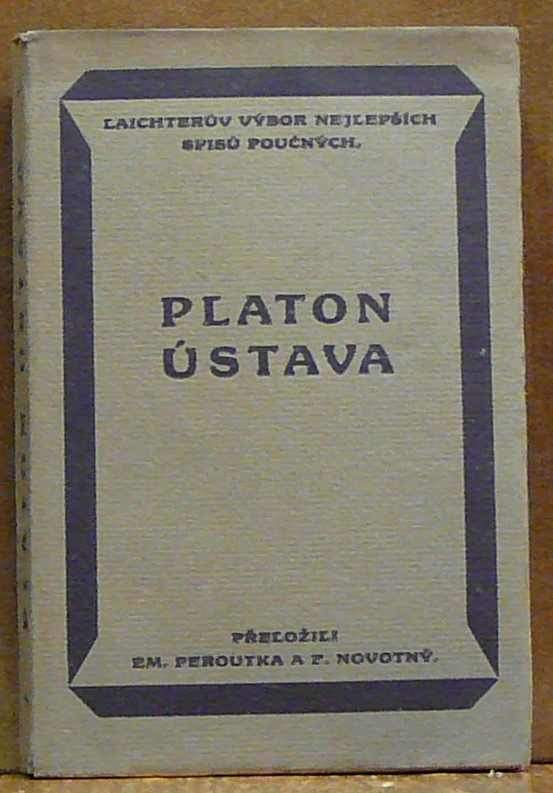 LAICHTERŮV VÝBOR NEJLEPŠÍCH
SPISŮ POUČNÝCH.
PLATON
ÚSTAVA
PŘELOŽILI
EM. PEROUTKA A F. NOVOTNÝ.